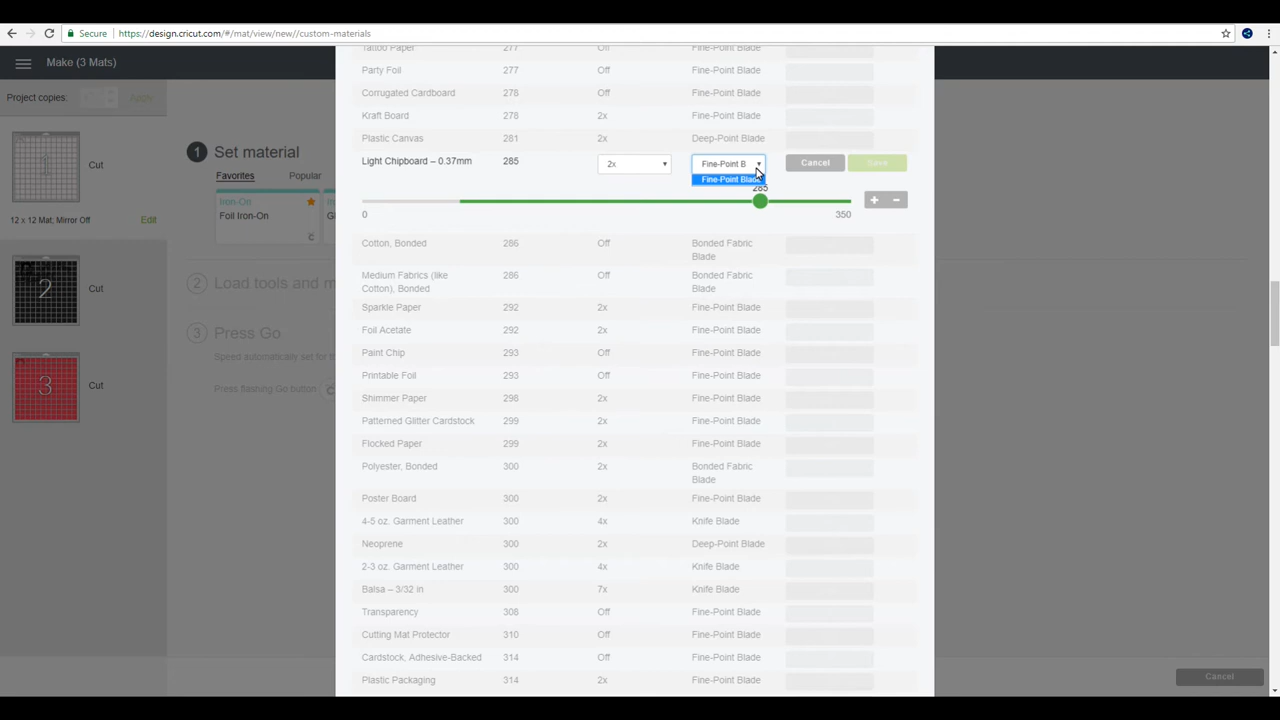 Secure
https://design.cricut.com/#/mat/view/new//custom-materials
Make (3 Mats)
Project copies:
Apply
1
Cut
12 x 12 Mat; Mirror Off
Edit
2
Cut
3
Cut
1
Set material
Favorites
Popular
Iron-On
Foil Iron-On
2
Load tools and m
3
Press Go
Speed automatically set for th
Press flashing Go button
Tattoo Paper 277 Off Fine-Point Blade
Party Foil 277 Off Fine-Point Blade
Corrugated Cardboard 278 Off Fine-Point Blade
Kraft Board 278 2x Fine-Point Blade
Plastic Canvas 281 2x Deep-Point Blade
Light Chipboard – 0.37mm 285 2x Fine-Point B Cancel Save
Fine-Point Blade
285
0 350 + −
Cotton, Bonded 286 Off Bonded Fabric
Blade
Medium Fabrics (like 286 Off Bonded Fabric
Cotton), Bonded Blade
Sparkle Paper 292 2x Fine-Point Blade
Foil Acetate 292 2x Fine-Point Blade
Paint Chip 293 Off Fine-Point Blade
Printable Foil 293 Off Fine-Point Blade
Shimmer Paper 298 2x Fine-Point Blade
Patterned Glitter Cardstock 299 2x Fine-Point Blade
Flocked Paper 299 2x Fine-Point Blade
Polyester, Bonded 300 2x Bonded Fabric
Blade
Poster Board 300 2x Fine-Point Blade
4-5 oz. Garment Leather 300 4x Knife Blade
Neoprene 300 2x Deep-Point Blade
2-3 oz. Garment Leather 300 4x Knife Blade
Balsa – 3/32 in 300 7x Knife Blade
Transparency 308 Off Fine-Point Blade
Cutting Mat Protector 310 Off Fine-Point Blade
Cardstock, Adhesive-Backed 314 Off Fine-Point Blade
Plastic Packaging 314 2x Fine-Point Blade
Cancel